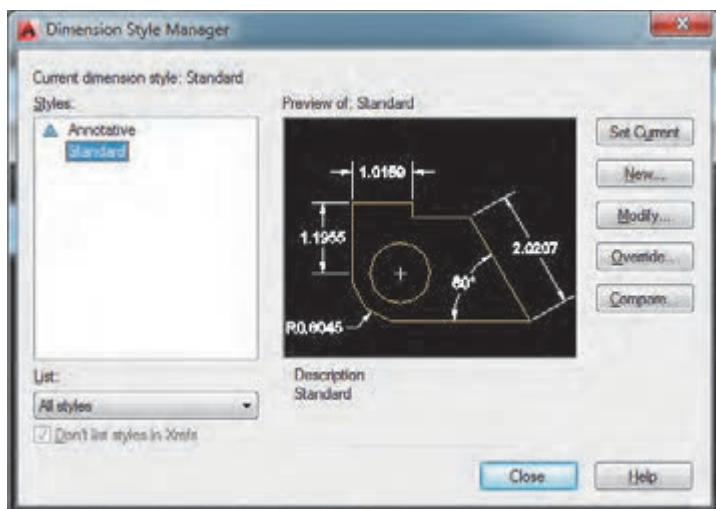 Dimension Style Manager
Current dimension style: Standard
Styles:
Annotative
Standard
Preview of: Standard
1.0159
1.1955
2.0207
60°
R0.8045
Set Current
New...
Modify...
Override...
Compare...
List:
All styles
Don't list styles in Xrefs
Description
Standard
Close
Help